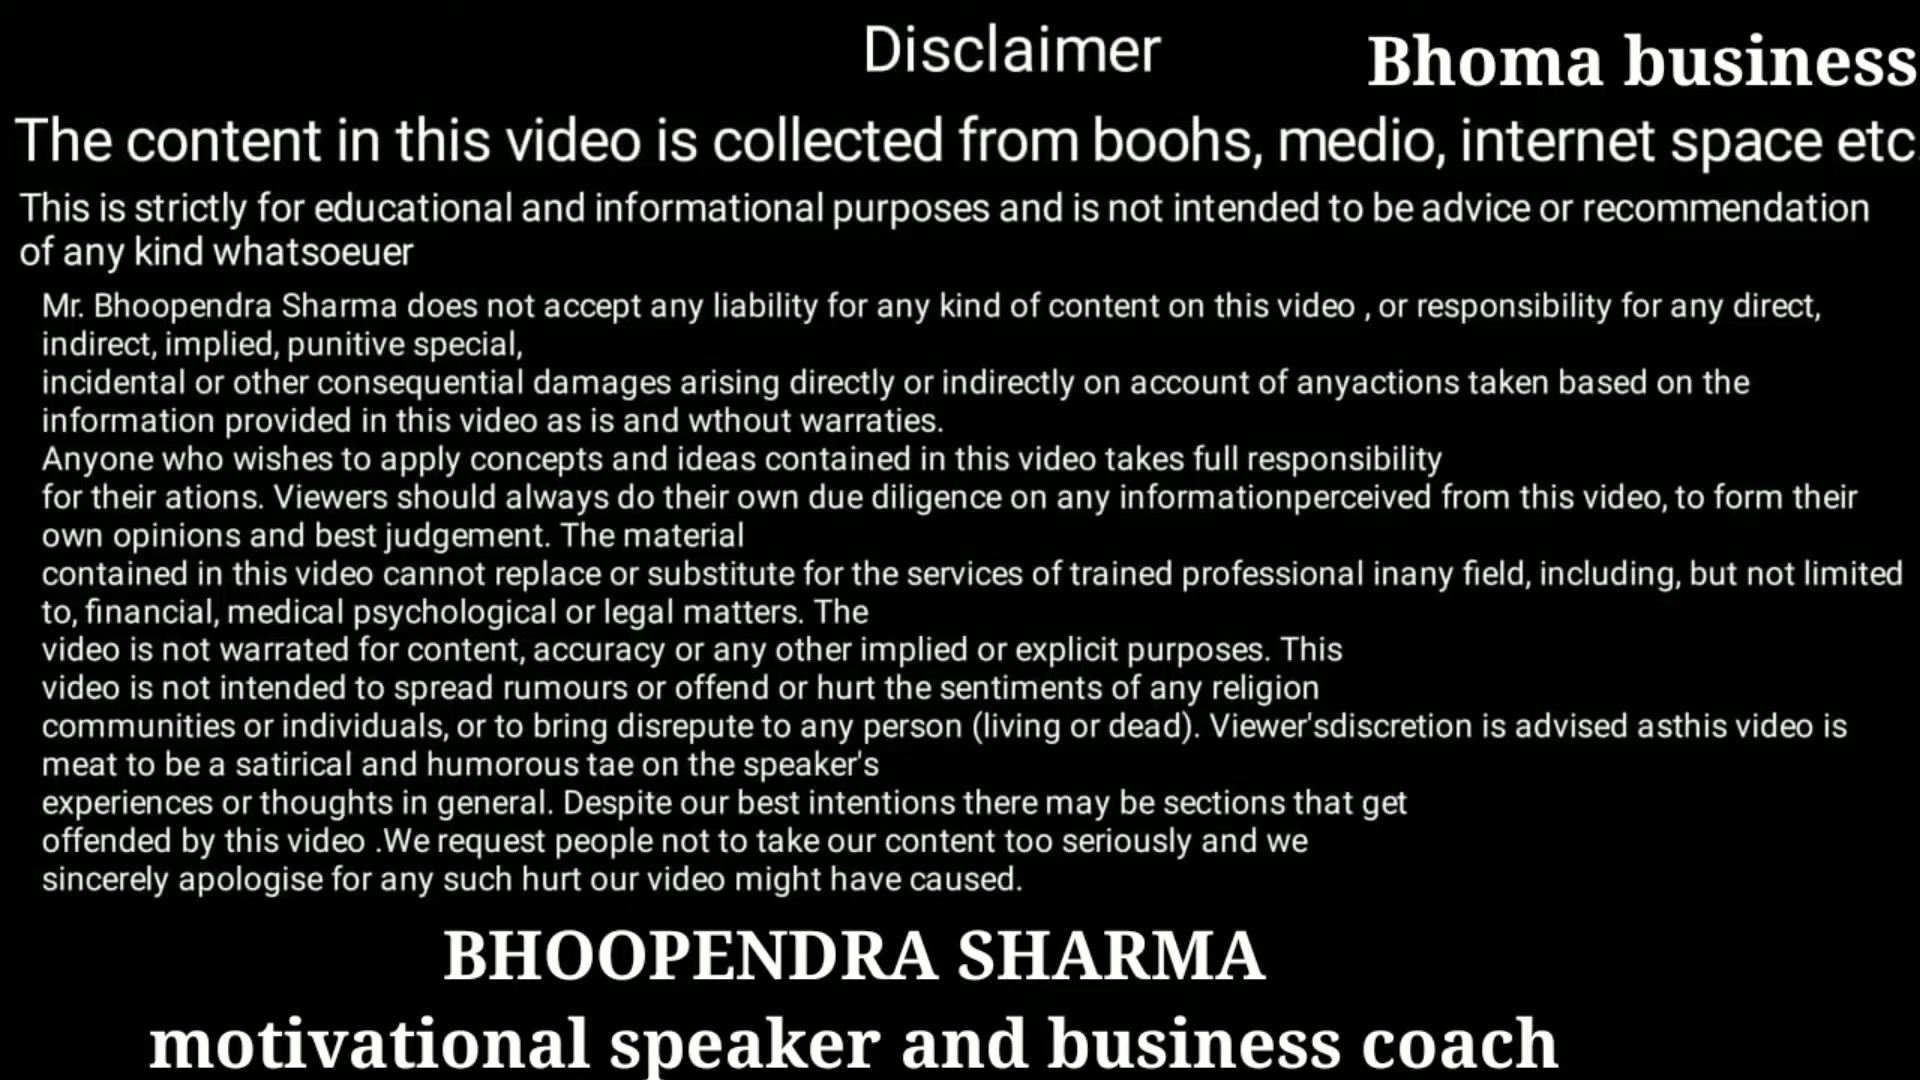 Disclaimer
Bhoma business
The content in this video is collected from boohs, medio, internet space etc.
This is strictly for educational and informational purposes and is not intended to be advice or recommendation
of any kind whatsoeuer
Mr. Bhoopendra Sharma does not accept any liability for any kind of content on this video , or responsibility for any direct,
indirect, implied, punitive special,
incidental or other consequential damages arising directly or indirectly on account of anyactions taken based on the
information provided in this video as is and wthout warraties.
Anyone who wishes to apply concepts and ideas contained in this video takes full responsibility
for their ations. Viewers should always do their own due diligence on any informationperceived from this video, to form their
own opinions and best judgement. The material
contained in this video cannot replace or substitute for the services of trained professional inany field, including, but not limited
to, financial, medical psychological or legal matters. The
video is not warrated for content, accuracy or any other implied or explicit purposes. This
video is not intended to spread rumours or offend or hurt the sentiments of any religion
communities or individuals, or to bring disrepute to any person (living or dead). Viewer'sdiscretion is advised asthis video is
meat to be a satirical and humorous tae on the speaker's
experiences or thoughts in general. Despite our best intentions there may be sections that get
offended by this video .We request people not to take our content too seriously and we
sincerely apologise for any such hurt our video might have caused.
BHOOPENDRA SHARMA
motivational speaker and business coach